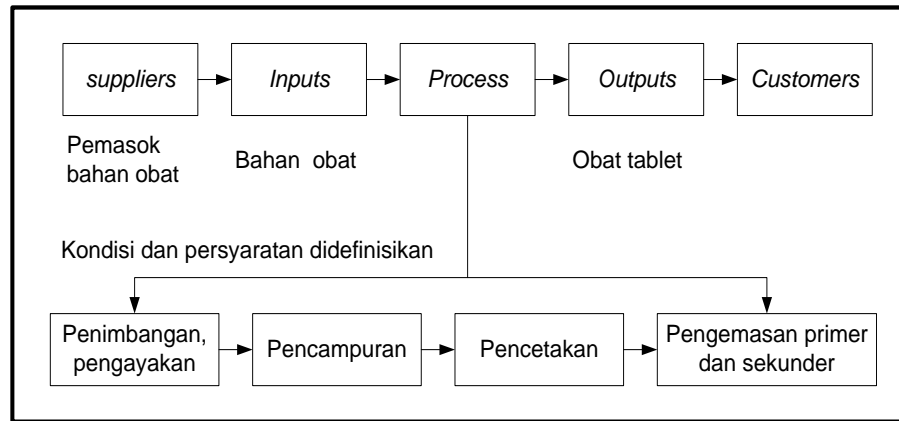 suppliers
Inputs
Process
Outputs
Customers
Pemasok
bahan obat
Bahan obat
Obat tablet
Kondisi dan persyaratan didefinisikan
Penimbangan,
pengayakan
Pencampuran
Pencetakan
Pengemasan primer
dan sekunder